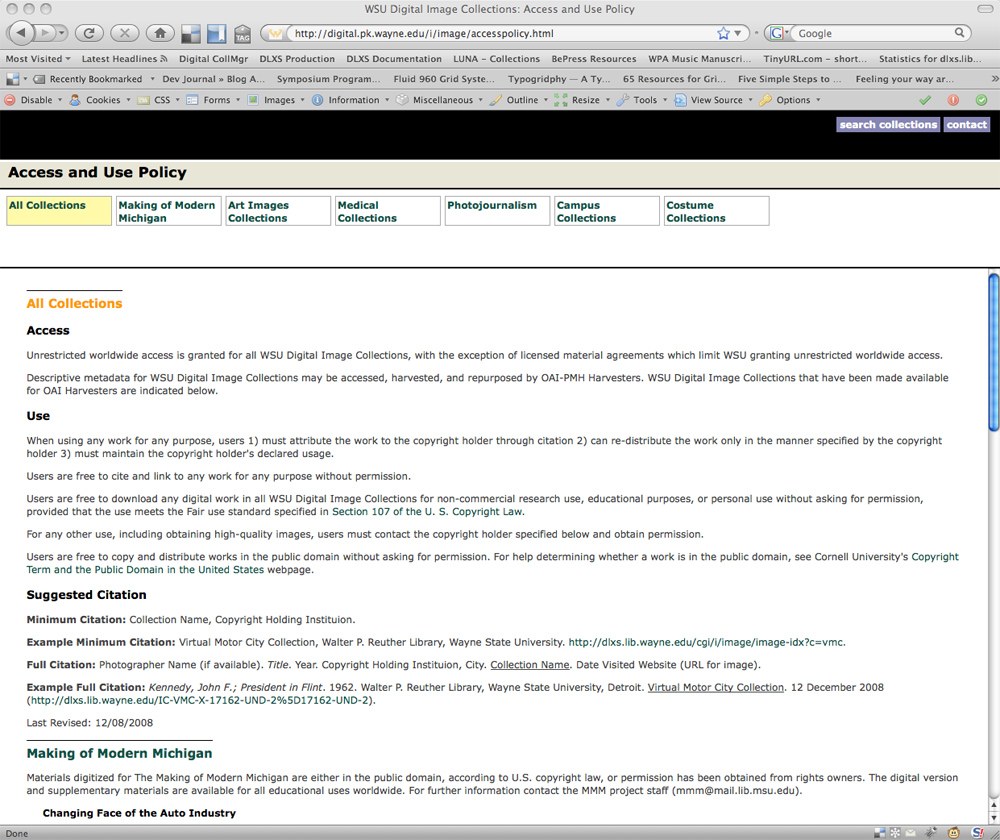 WSU Digital Image Collections: Access and Use Policy
http://digital.pk.wayne.edu/i/image/accesspolicy.html
Google
TAG
Most Visited Latest Headlines Digital CollMgr DLXS Production DLXS Documentation LUNA – Collections BePress Resources WPA Music Manuscri... TinyURL.com – short... Statistics for dlxs.lib...
Recently Bookmarked Dev Journal » Blog A... Symposium Program... Fluid 960 Grid Syste... Typogridphy — A Ty... 65 Resources for Gri... Five Simple Steps to ... Feeling your way ar... »
Disable Cookies CSS Forms Images Information Miscellaneous Outline Resize Tools View Source Options
search collections contact
Access and Use Policy
All Collections Making of Modern Art Images Medical Photojournalism Campus Costume
Michigan Collections Collections Collections Collections
All Collections
Access
Unrestricted worldwide access is granted for all WSU Digital Image Collections, with the exception of licensed material agreements which limit WSU granting unrestricted worldwide access.
Descriptive metadata for WSU Digital Image Collections may be accessed, harvested, and repurposed by OAI-PMH Harvesters. WSU Digital Image Collections that have been made available
for OAI Harvesters are indicated below.
Use
When using any work for any purpose, users 1) must attribute the work to the copyright holder through citation 2) can re-distribute the work only in the manner specified by the copyright
holder 3) must maintain the copyright holder's declared usage.
Users are free to cite and link to any work for any purpose without permission.
Users are free to download any digital work in all WSU Digital Image Collections for non-commercial research use, educational purposes, or personal use without asking for permission,
provided that the use meets the Fair use standard specified in Section 107 of the U. S. Copyright Law.
For any other use, including obtaining high-quality images, users must contact the copyright holder specified below and obtain permission.
Users are free to copy and distribute works in the public domain without asking for permission. For help determining whether a work is in the public domain, see Cornell University's Copyright
Term and the Public Domain in the United States webpage.
Suggested Citation
Minimum Citation: Collection Name, Copyright Holding Instituion.
Example Minimum Citation: Virtual Motor City Collection, Walter P. Reuther Library, Wayne State University. http://dlxs.lib.wayne.edu/cgi/i/image/image-idx?c=vmc.
Full Citation: Photographer Name (if available). Title. Year. Copyright Holding Instituion, City. Collection Name. Date Visited Website (URL for image).
Example Full Citation: Kennedy, John F.; President in Flint. 1962. Walter P. Reuther Library, Wayne State University, Detroit. Virtual Motor City Collection. 12 December 2008
(http://dlxs.lib.wayne.edu/IC-VMC-X-17162-UND-2%5D17162-UND-2).
Last Revised: 12/08/2008
Making of Modern Michigan
Materials digitized for The Making of Modern Michigan are either in the public domain, according to U.S. copyright law, or permission has been obtained from rights owners. The digital version
and supplementary materials are available for all educational uses worldwide. For further information contact the MMM project staff (mmm@mail.lib.msu.edu).
Changing Face of the Auto Industry
Done